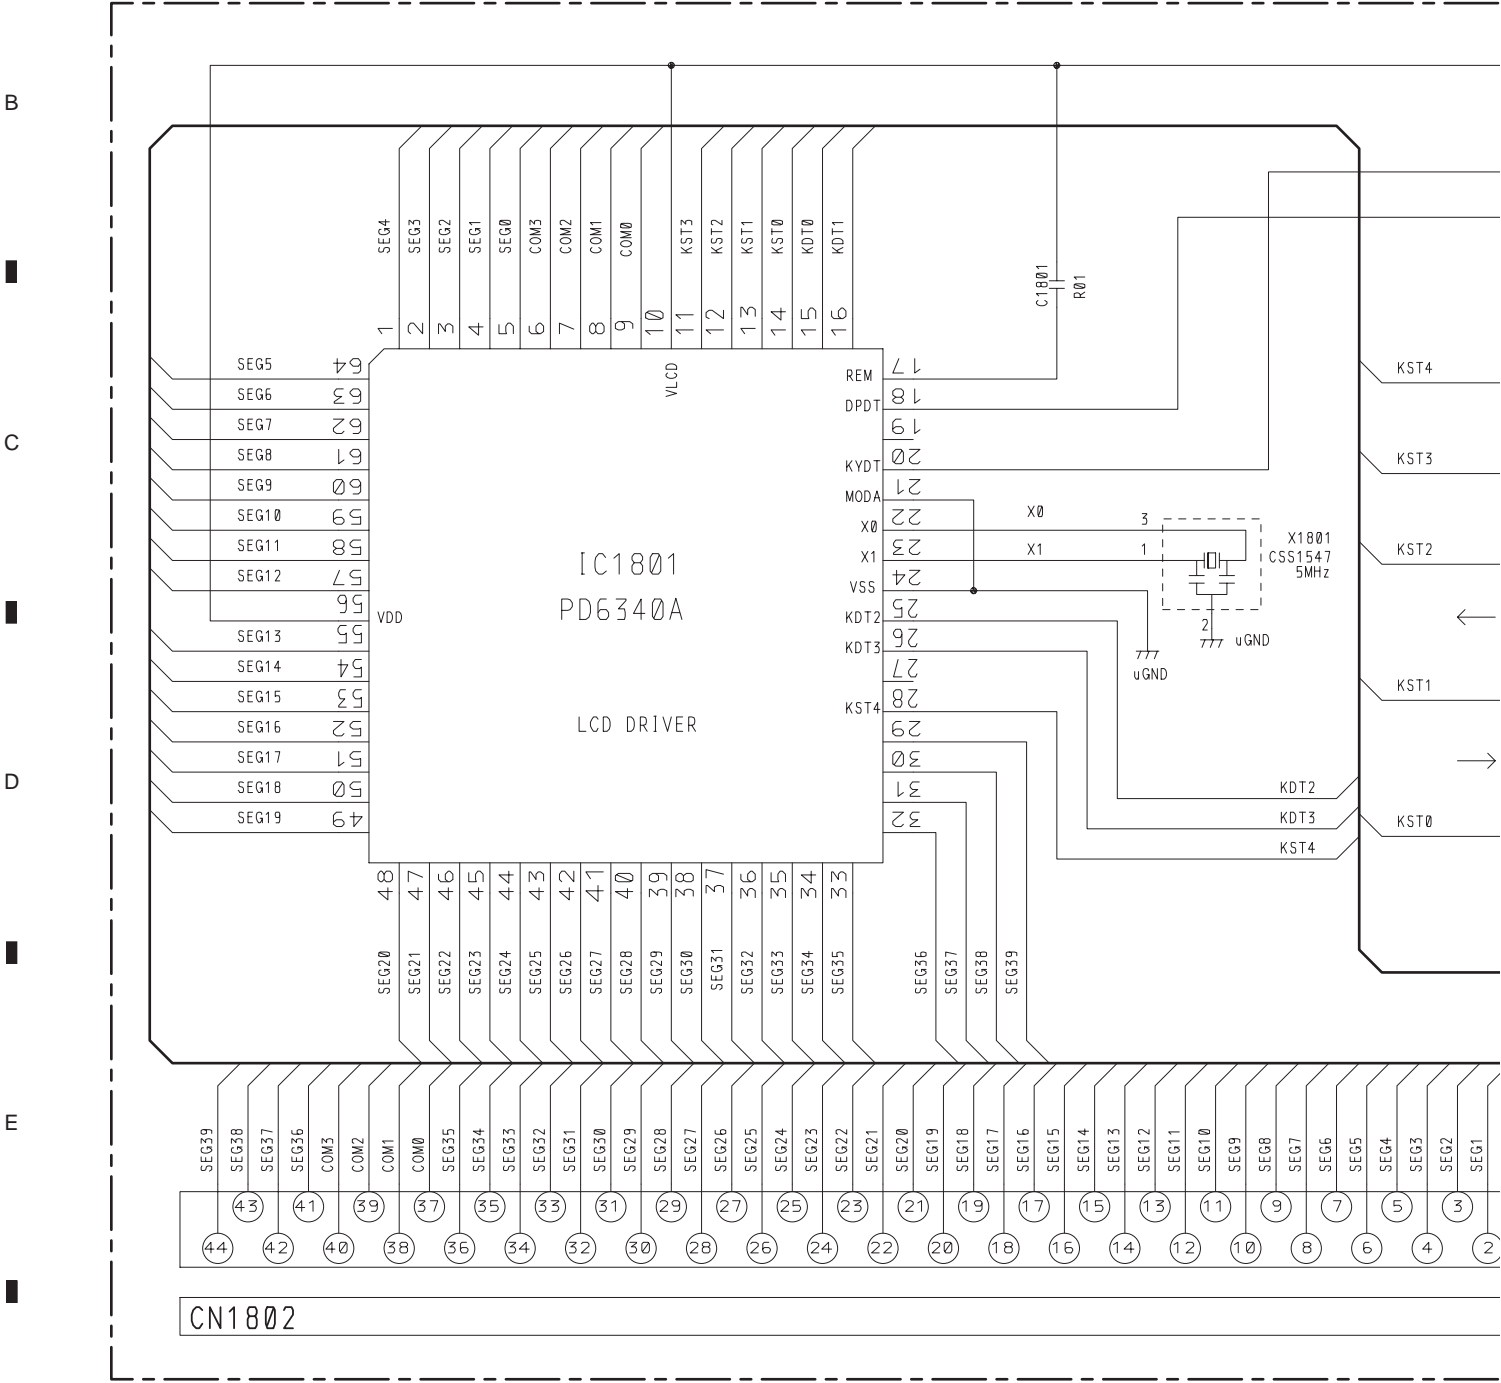 B
SEG4 SEG3 SEG2 SEG1 SEG0 COM3 COM2 COM1 COM0 KST3 KST2 KST1 KST0 KDT0 KDT1
C1801 R01
1 2 3 4 5 6 7 8 9 10 11 12 13 14 15 16
VLCD
SEG5 64
SEG6 63
SEG7 62
SEG8 61
SEG9 60
SEG10 59
SEG11 58
SEG12 57
56 VDD
SEG13 55
SEG14 54
SEG15 53
SEG16 52
SEG17 51
SEG18 50
SEG19 49
C
IC1801
PD6340A
LCD DRIVER
REM 17
DPDT 18
19
KYDT 20
MODA 21
X0 22 X0 3
X1 23 X1 1
VSS 24
KDT2 25
KDT3 26
27
KST4 28
29
30
31
32
X1801
CSS1547
5MHz
2 uGND
uGND
KST4
KST3
KST2
KST1
KST0
D
KDT2
KDT3
KST4
48 47 46 45 44 43 42 41 40 39 38 37 36 35 34 33
SEG20 SEG21 SEG22 SEG23 SEG24 SEG25 SEG26 SEG27 SEG28 SEG29 SEG30 SEG31 SEG32 SEG33 SEG34 SEG35 SEG36 SEG37 SEG38 SEG39
E
SEG39 SEG38 SEG37 SEG36 COM3 COM2 COM1 COM0 SEG35 SEG34 SEG33 SEG32 SEG31 SEG30 SEG29 SEG28 SEG27 SEG26 SEG25 SEG24 SEG23 SEG22 SEG21 SEG20 SEG19 SEG18 SEG17 SEG16 SEG15 SEG14 SEG13 SEG12 SEG11 SEG10 SEG9 SEG8 SEG7 SEG6 SEG5 SEG4 SEG3 SEG2 SEG1
43 41 39 37 35 33 31 29 27 25 23 21 19 17 15 13 11 9 7 5 3
44 42 40 38 36 34 32 30 28 26 24 22 20 18 16 14 12 10 8 6 4 2
CN1802